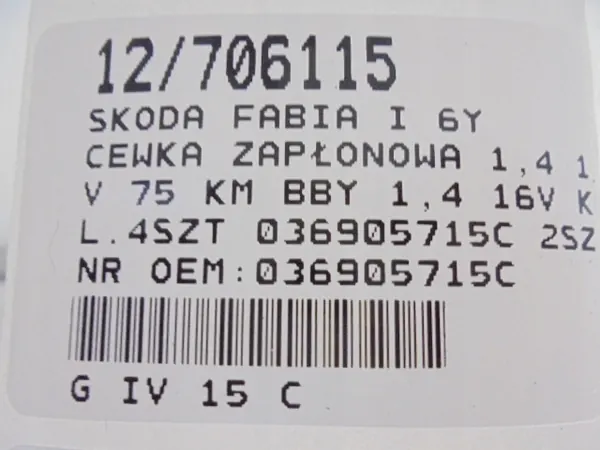 12/706115
SKODA FABIA I 6Y
CEWKA ZAPŁONOWA 1,4 1
V 75 KM BBY 1,4 16V K
L.4SZT 036905715C 2SZ
NR OEM:036905715C
G IV 15 C